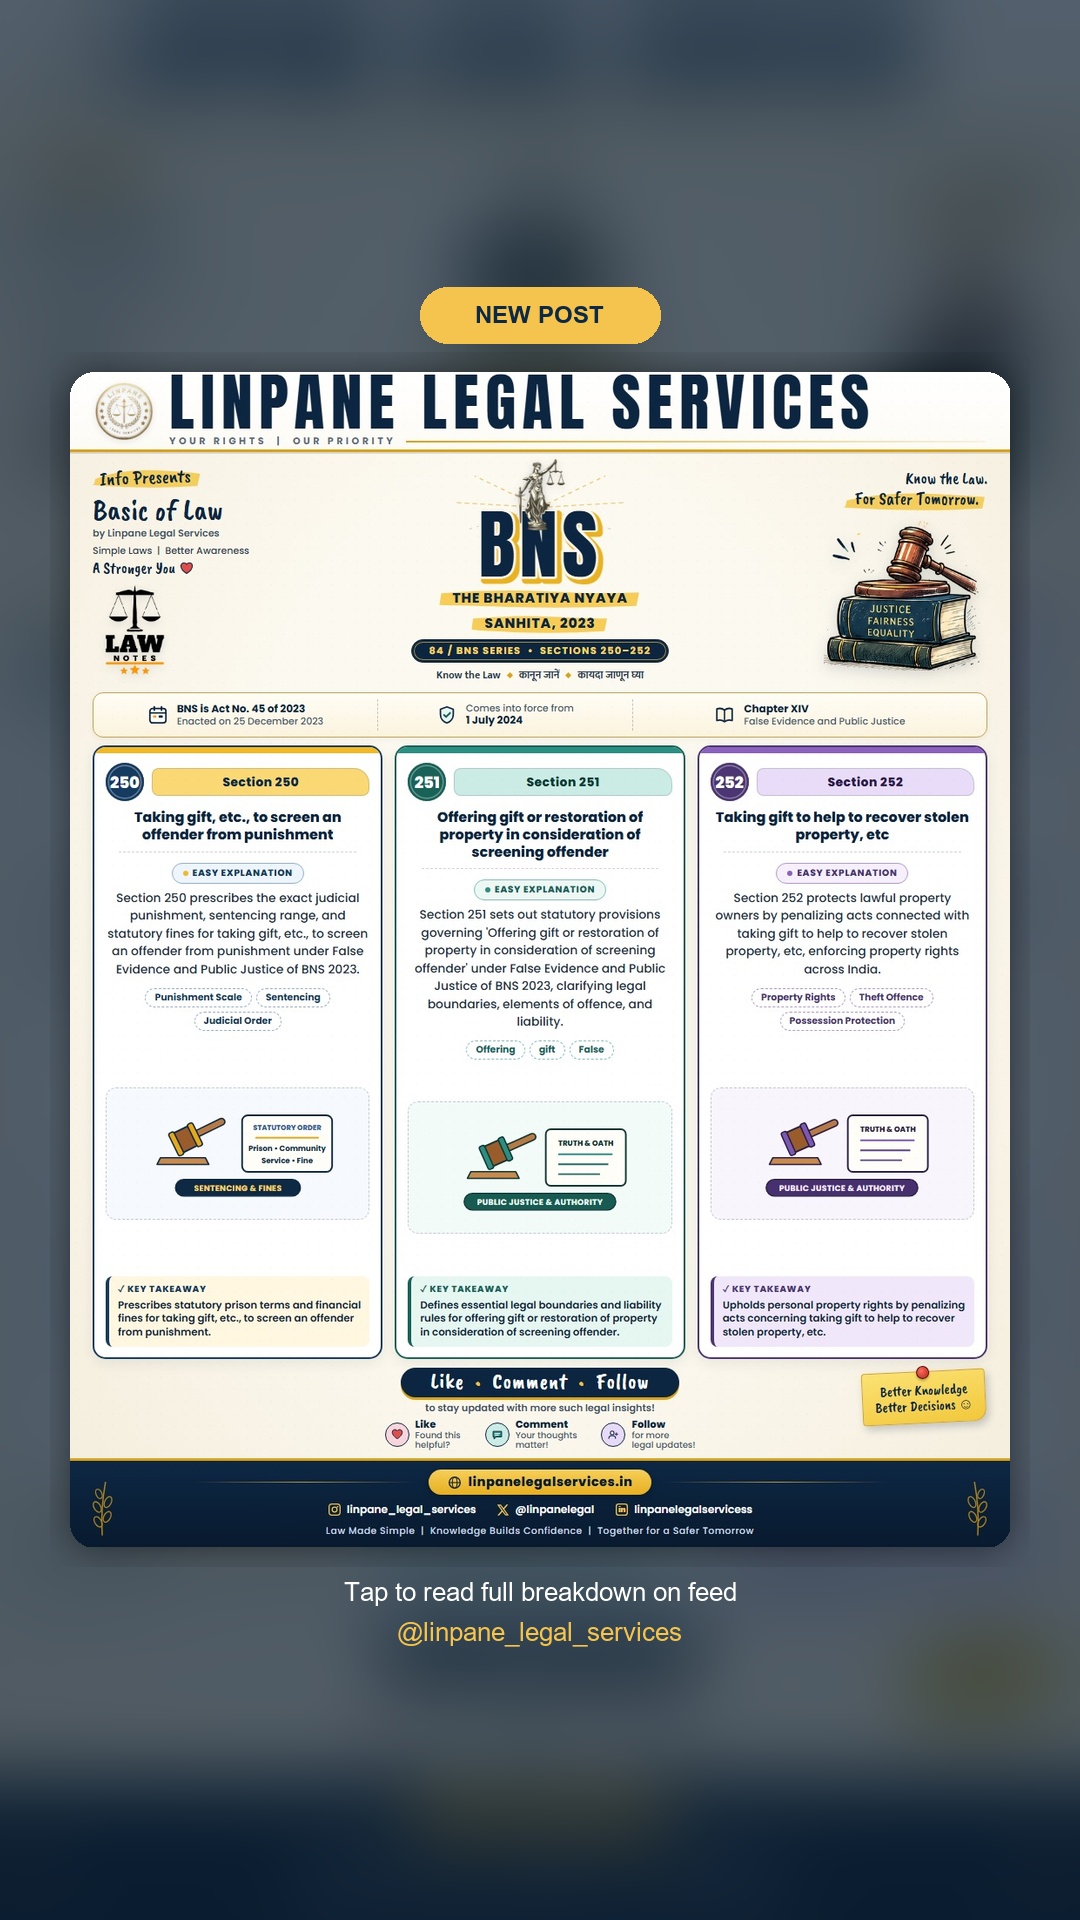 NEW POST
LINPANE LEGAL SERVICES
YOUR RIGHTS | OUR PRIORITY
Info Presents
Basic of Law
by Linpane Legal Services
Simple Laws | Better Awareness
A Stronger You
LAW
NOTES
BNS
THE BHARATIYA NYAYA
SANHITA, 2023
84 / BNS SERIES • SECTIONS 250–252
Know the Law ◆ कानून जानें ◆ कायदा जाणून घ्या
Know the Law.
For Safer Tomorrow.
JUSTICE
FAIRNESS
EQUALITY
BNS is Act No. 45 of 2023
Enacted on 25 December 2023
Comes into force from
1 July 2024
Chapter XIV
False Evidence and Public Justice
250
Section 250
Taking gift, etc., to screen an
offender from punishment
EASY EXPLANATION
Section 250 prescribes the exact judicial
punishment, sentencing range, and
statutory fines for taking gift, etc., to screen
an offender from punishment under False
Evidence and Public Justice of BNS 2023.
Punishment Scale
Sentencing
Judicial Order
STATUTORY ORDER
Prison • Community
Service • Fine
SENTENCING & FINES
✓ KEY TAKEAWAY
Prescribes statutory prison terms and financial
fines for taking gift, etc., to screen an offender
from punishment.
251
Section 251
Offering gift or restoration of
property in consideration of
screening offender
EASY EXPLANATION
Section 251 sets out statutory provisions
governing 'Offering gift or restoration of
property in consideration of screening
offender' under False Evidence and Public
Justice of BNS 2023, clarifying legal
boundaries, elements of offence, and
liability.
Offering
gift
False
TRUTH & OATH
PUBLIC JUSTICE & AUTHORITY
✓ KEY TAKEAWAY
Defines essential legal boundaries and liability
rules for offering gift or restoration of property
in consideration of screening offender.
252
Section 252
Taking gift to help to recover stolen
property, etc
EASY EXPLANATION
Section 252 protects lawful property
owners by penalizing acts connected with
taking gift to help to recover stolen
property, etc, enforcing property rights
across India.
Property Rights
Theft Offence
Possession Protection
TRUTH & OATH
PUBLIC JUSTICE & AUTHORITY
✓ KEY TAKEAWAY
Upholds personal property rights by penalizing
acts concerning taking gift to help to recover
stolen property, etc.
Like • Comment • Follow
to stay updated with more such legal insights!
Like
Found this
helpful?
Comment
Your thoughts
matter!
Follow
for more
legal updates!
Better Knowledge
Better Decisions ☺
linpanelegalservices.in
linpane_legal_services
@linpanelegal
linpanelegalservicess
Law Made Simple | Knowledge Builds Confidence | Together for a Safer Tomorrow
Tap to read full breakdown on feed
@linpane_legal_services